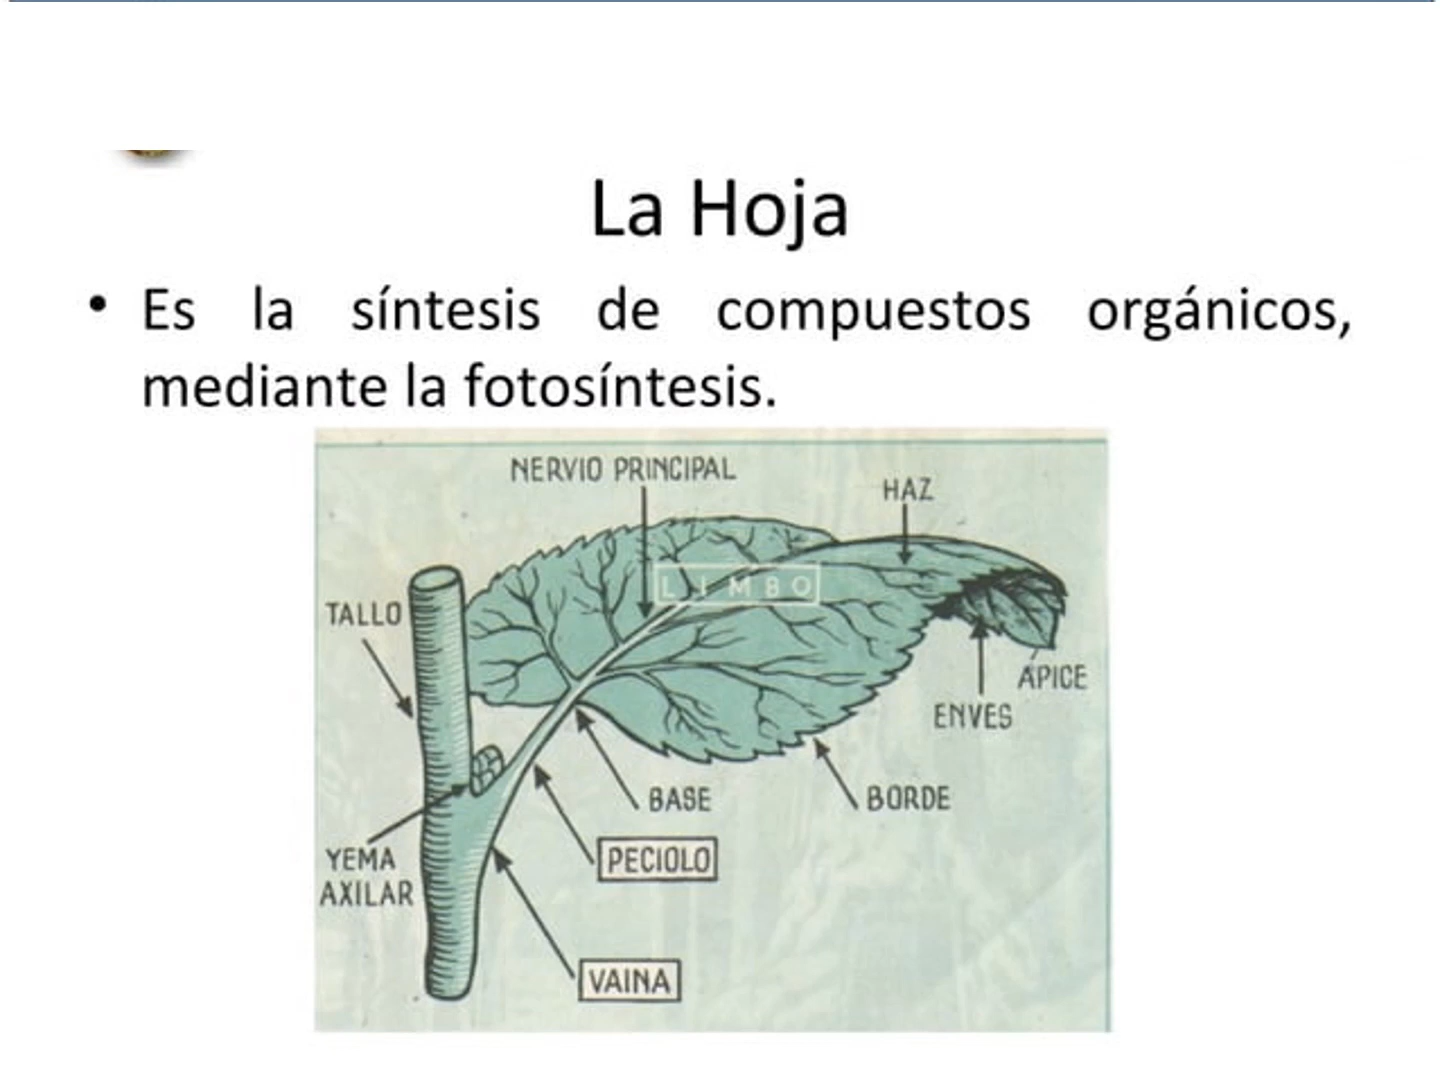 La Hoja
• Es la síntesis de compuestos orgánicos,
mediante la fotosíntesis.
NERVIO PRINCIPAL
HAZ
LIMBO
TALLO
ÁPICE
ENVES
BASE
BORDE
YEMA
AXILAR
PECIOLO
VAINA